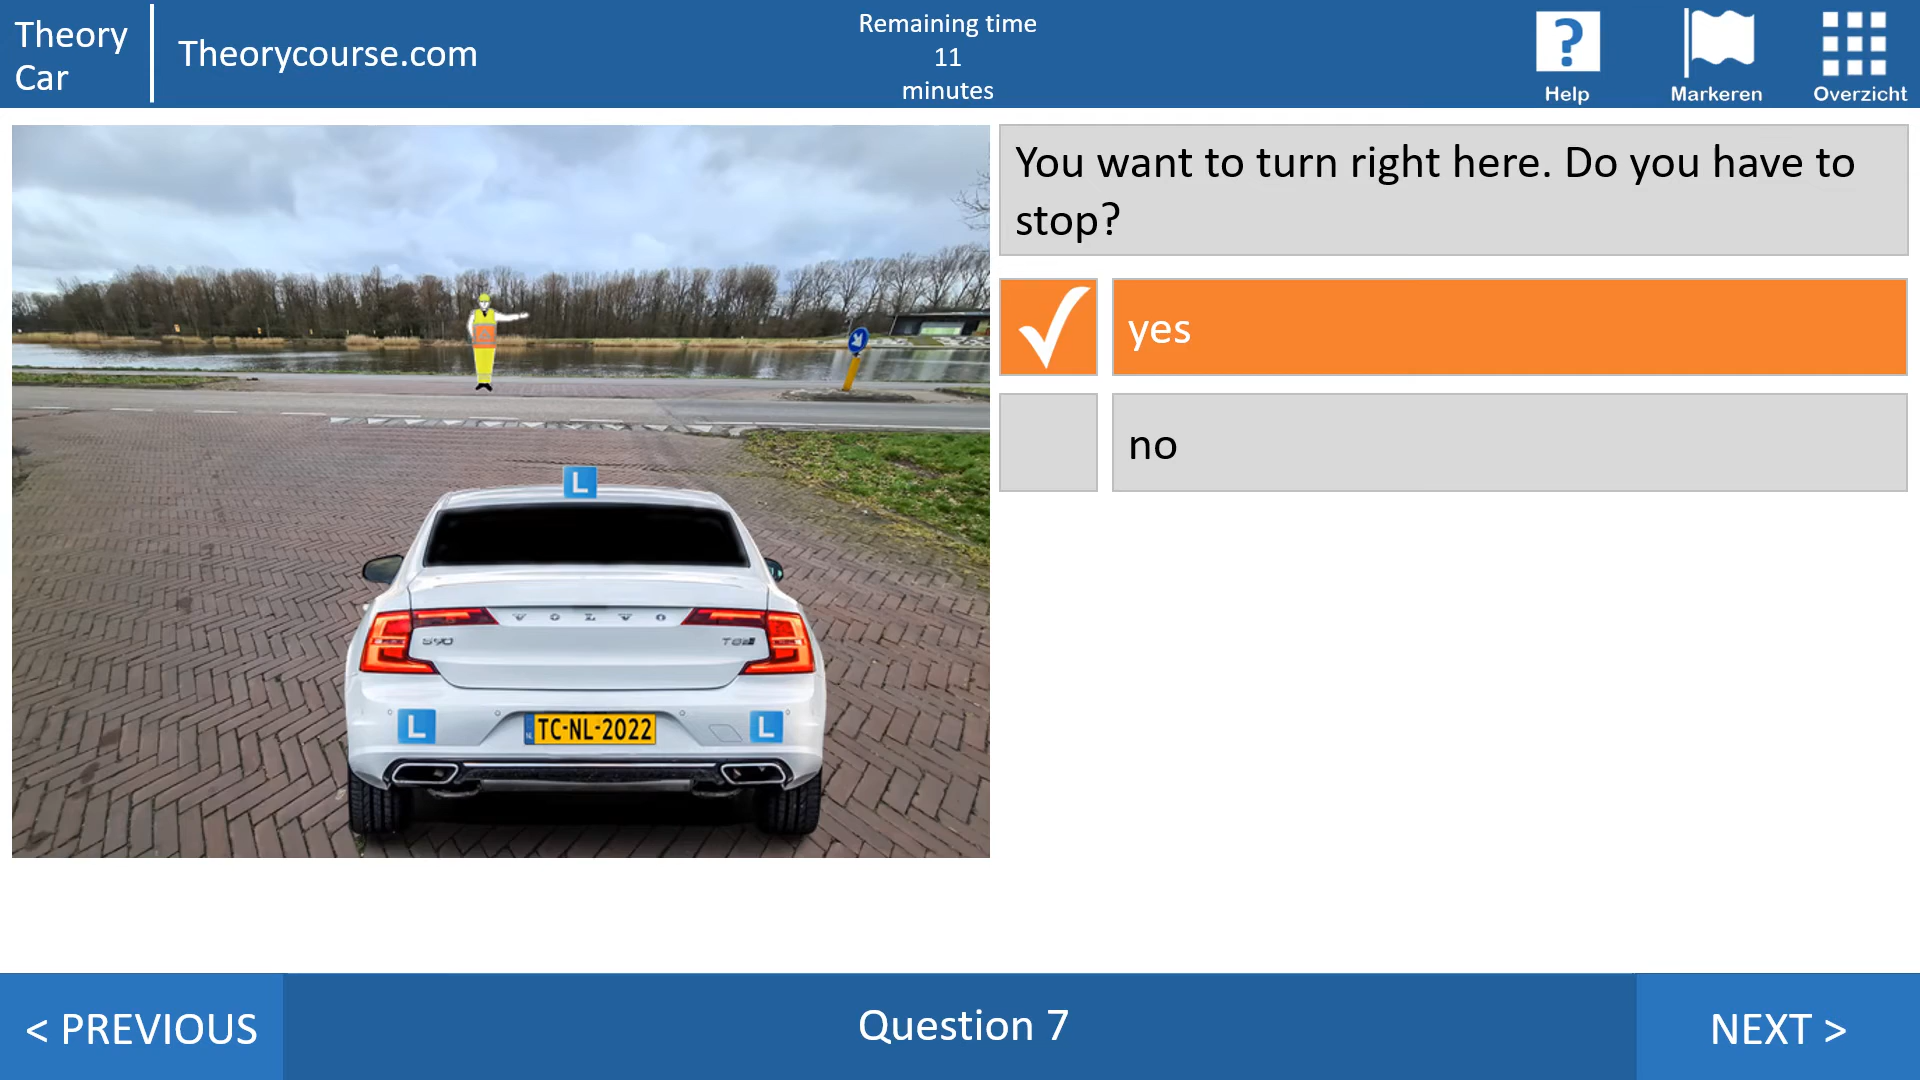 Theory
Car
Theorycourse.com
Remaining time
11
minutes
Help
Markeren
Overzicht
You want to turn right here. Do you have to
stop?
yes
no
L
V O L V O
S90
L
TC-NL-2022
L
< PREVIOUS
Question 7
NEXT >